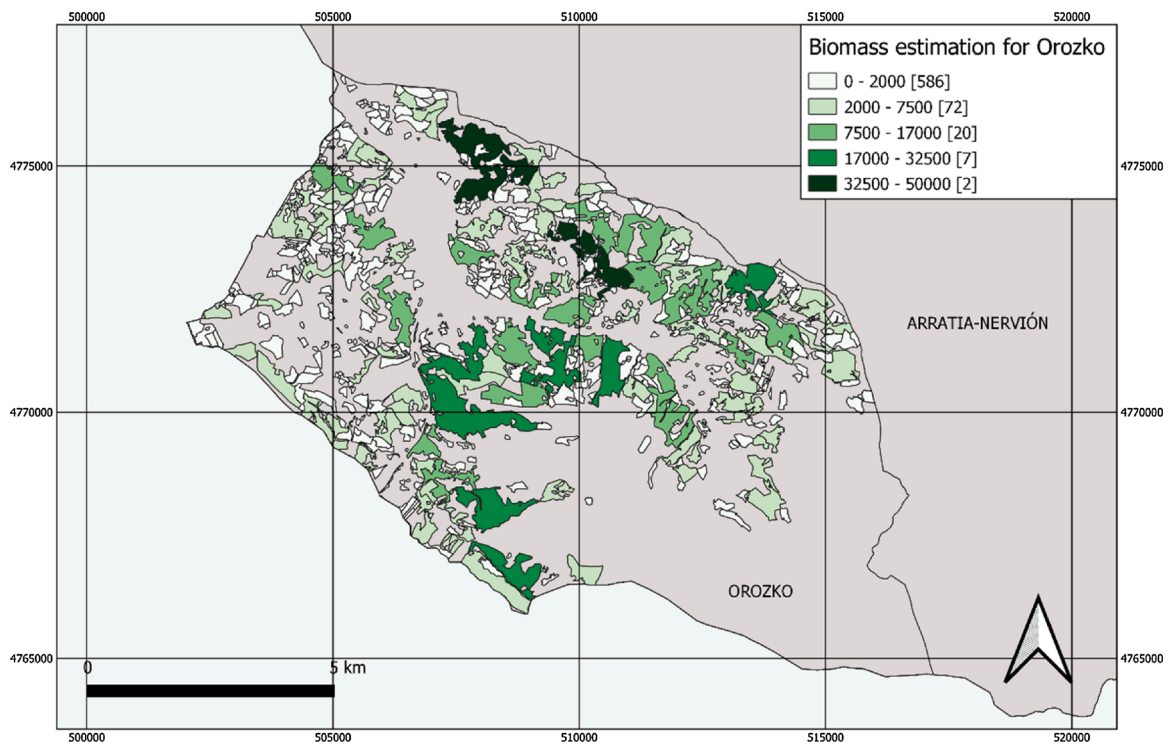 500000 505000 510000 515000 520000
Biomass estimation for Orozko
0 - 2000 [586]
2000 - 7500 [72]
7500 - 17000 [20]
17000 - 32500 [7]
32500 - 50000 [2]
4775000 4775000
ARRATIA-NERVIÓN
4770000 4770000
OROZKO
4765000 4765000
0 5 km
500000 505000 510000 515000 520000